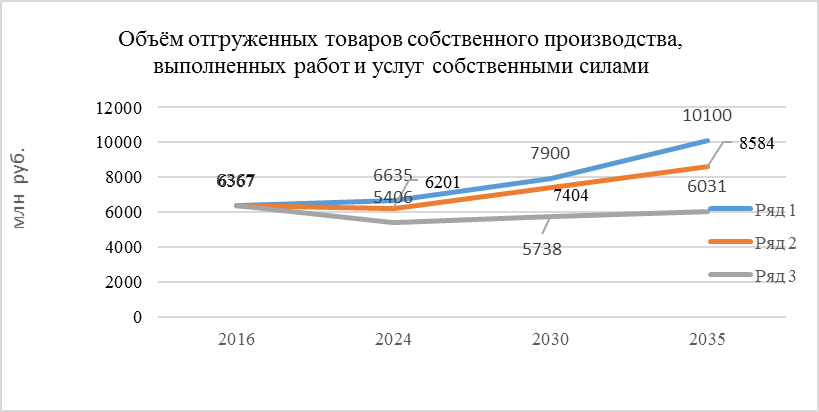 Объём отгруженных товаров собственного производства,
выполненных работ и услуг собственными силами
млн руб.
12000
10000
8000
6000
4000
2000
0
6367
6635
5406
6201
7900
7404
5738
10100
8584
6031
Ряд 1
Ряд 2
Ряд 3
2016 2024 2030 2035